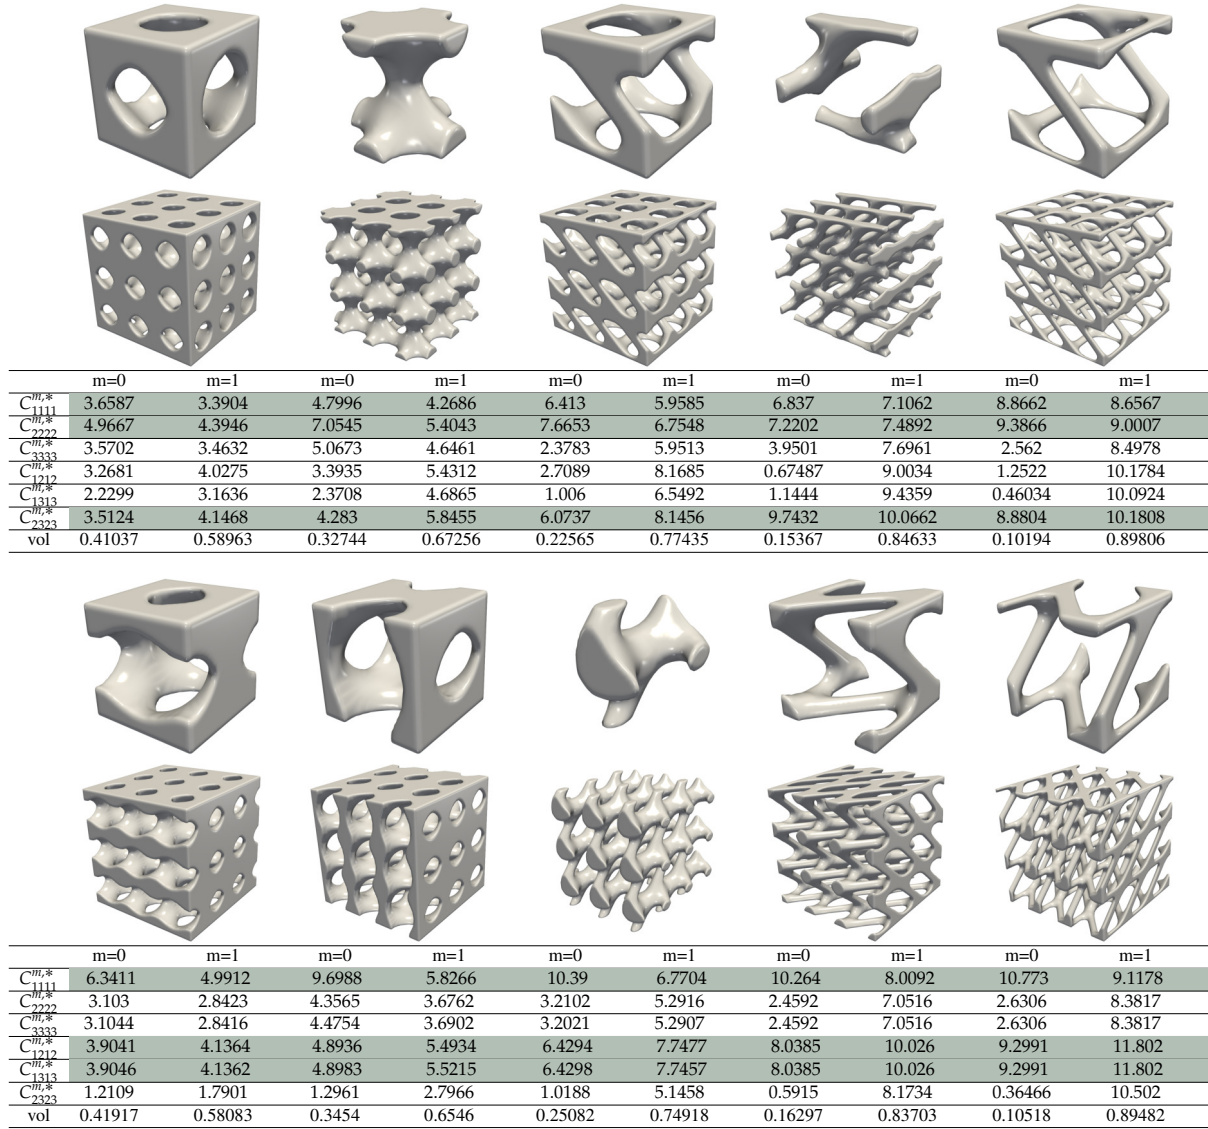 m=0 m=1 m=0 m=1 m=0 m=1 m=0 m=1 m=0 m=1
C^{m,*}_{1111} 3.6587 3.3904 4.7996 4.2686 6.413 5.9585 6.837 7.1062 8.8662 8.6567
C^{m,*}_{2222} 4.9667 4.3946 7.0545 5.4043 7.6653 6.7548 7.2202 7.4892 9.3866 9.0007
C^{m,*}_{3333} 3.5702 3.4632 5.0673 4.6461 2.3783 5.9513 3.9501 7.6961 2.562 8.4978
C^{m,*}_{1212} 3.2681 4.0275 3.3935 5.4312 2.7089 8.1685 0.67487 9.0034 1.2522 10.1784
C^{m,*}_{1313} 2.2299 3.1636 2.3708 4.6865 1.006 6.5492 1.1444 9.4359 0.46034 10.0924
C^{m,*}_{2323} 3.5124 4.1468 4.283 5.8455 6.0737 8.1456 9.7432 10.0662 8.8804 10.1808
vol 0.41037 0.58963 0.32744 0.67256 0.22565 0.77435 0.15367 0.84633 0.10194 0.89806
m=0 m=1 m=0 m=1 m=0 m=1 m=0 m=1 m=0 m=1
C^{m,*}_{1111} 6.3411 4.9912 9.6988 5.8266 10.39 6.7704 10.264 8.0092 10.773 9.1178
C^{m,*}_{2222} 3.103 2.8423 4.3565 3.6762 3.2102 5.2916 2.4592 7.0516 2.6306 8.3817
C^{m,*}_{3333} 3.1044 2.8416 4.4754 3.6902 3.2021 5.2907 2.4592 7.0516 2.6306 8.3817
C^{m,*}_{1212} 3.9041 4.1364 4.8936 5.4934 6.4294 7.7477 8.0385 10.026 9.2991 11.802
C^{m,*}_{1313} 3.9046 4.1362 4.8983 5.5215 6.4298 7.7457 8.0385 10.026 9.2991 11.802
C^{m,*}_{2323} 1.2109 1.7901 1.2961 2.7966 1.0188 5.1458 0.5915 8.1734 0.36466 10.502
vol 0.41917 0.58083 0.3454 0.6546 0.25082 0.74918 0.16297 0.83703 0.10518 0.89482